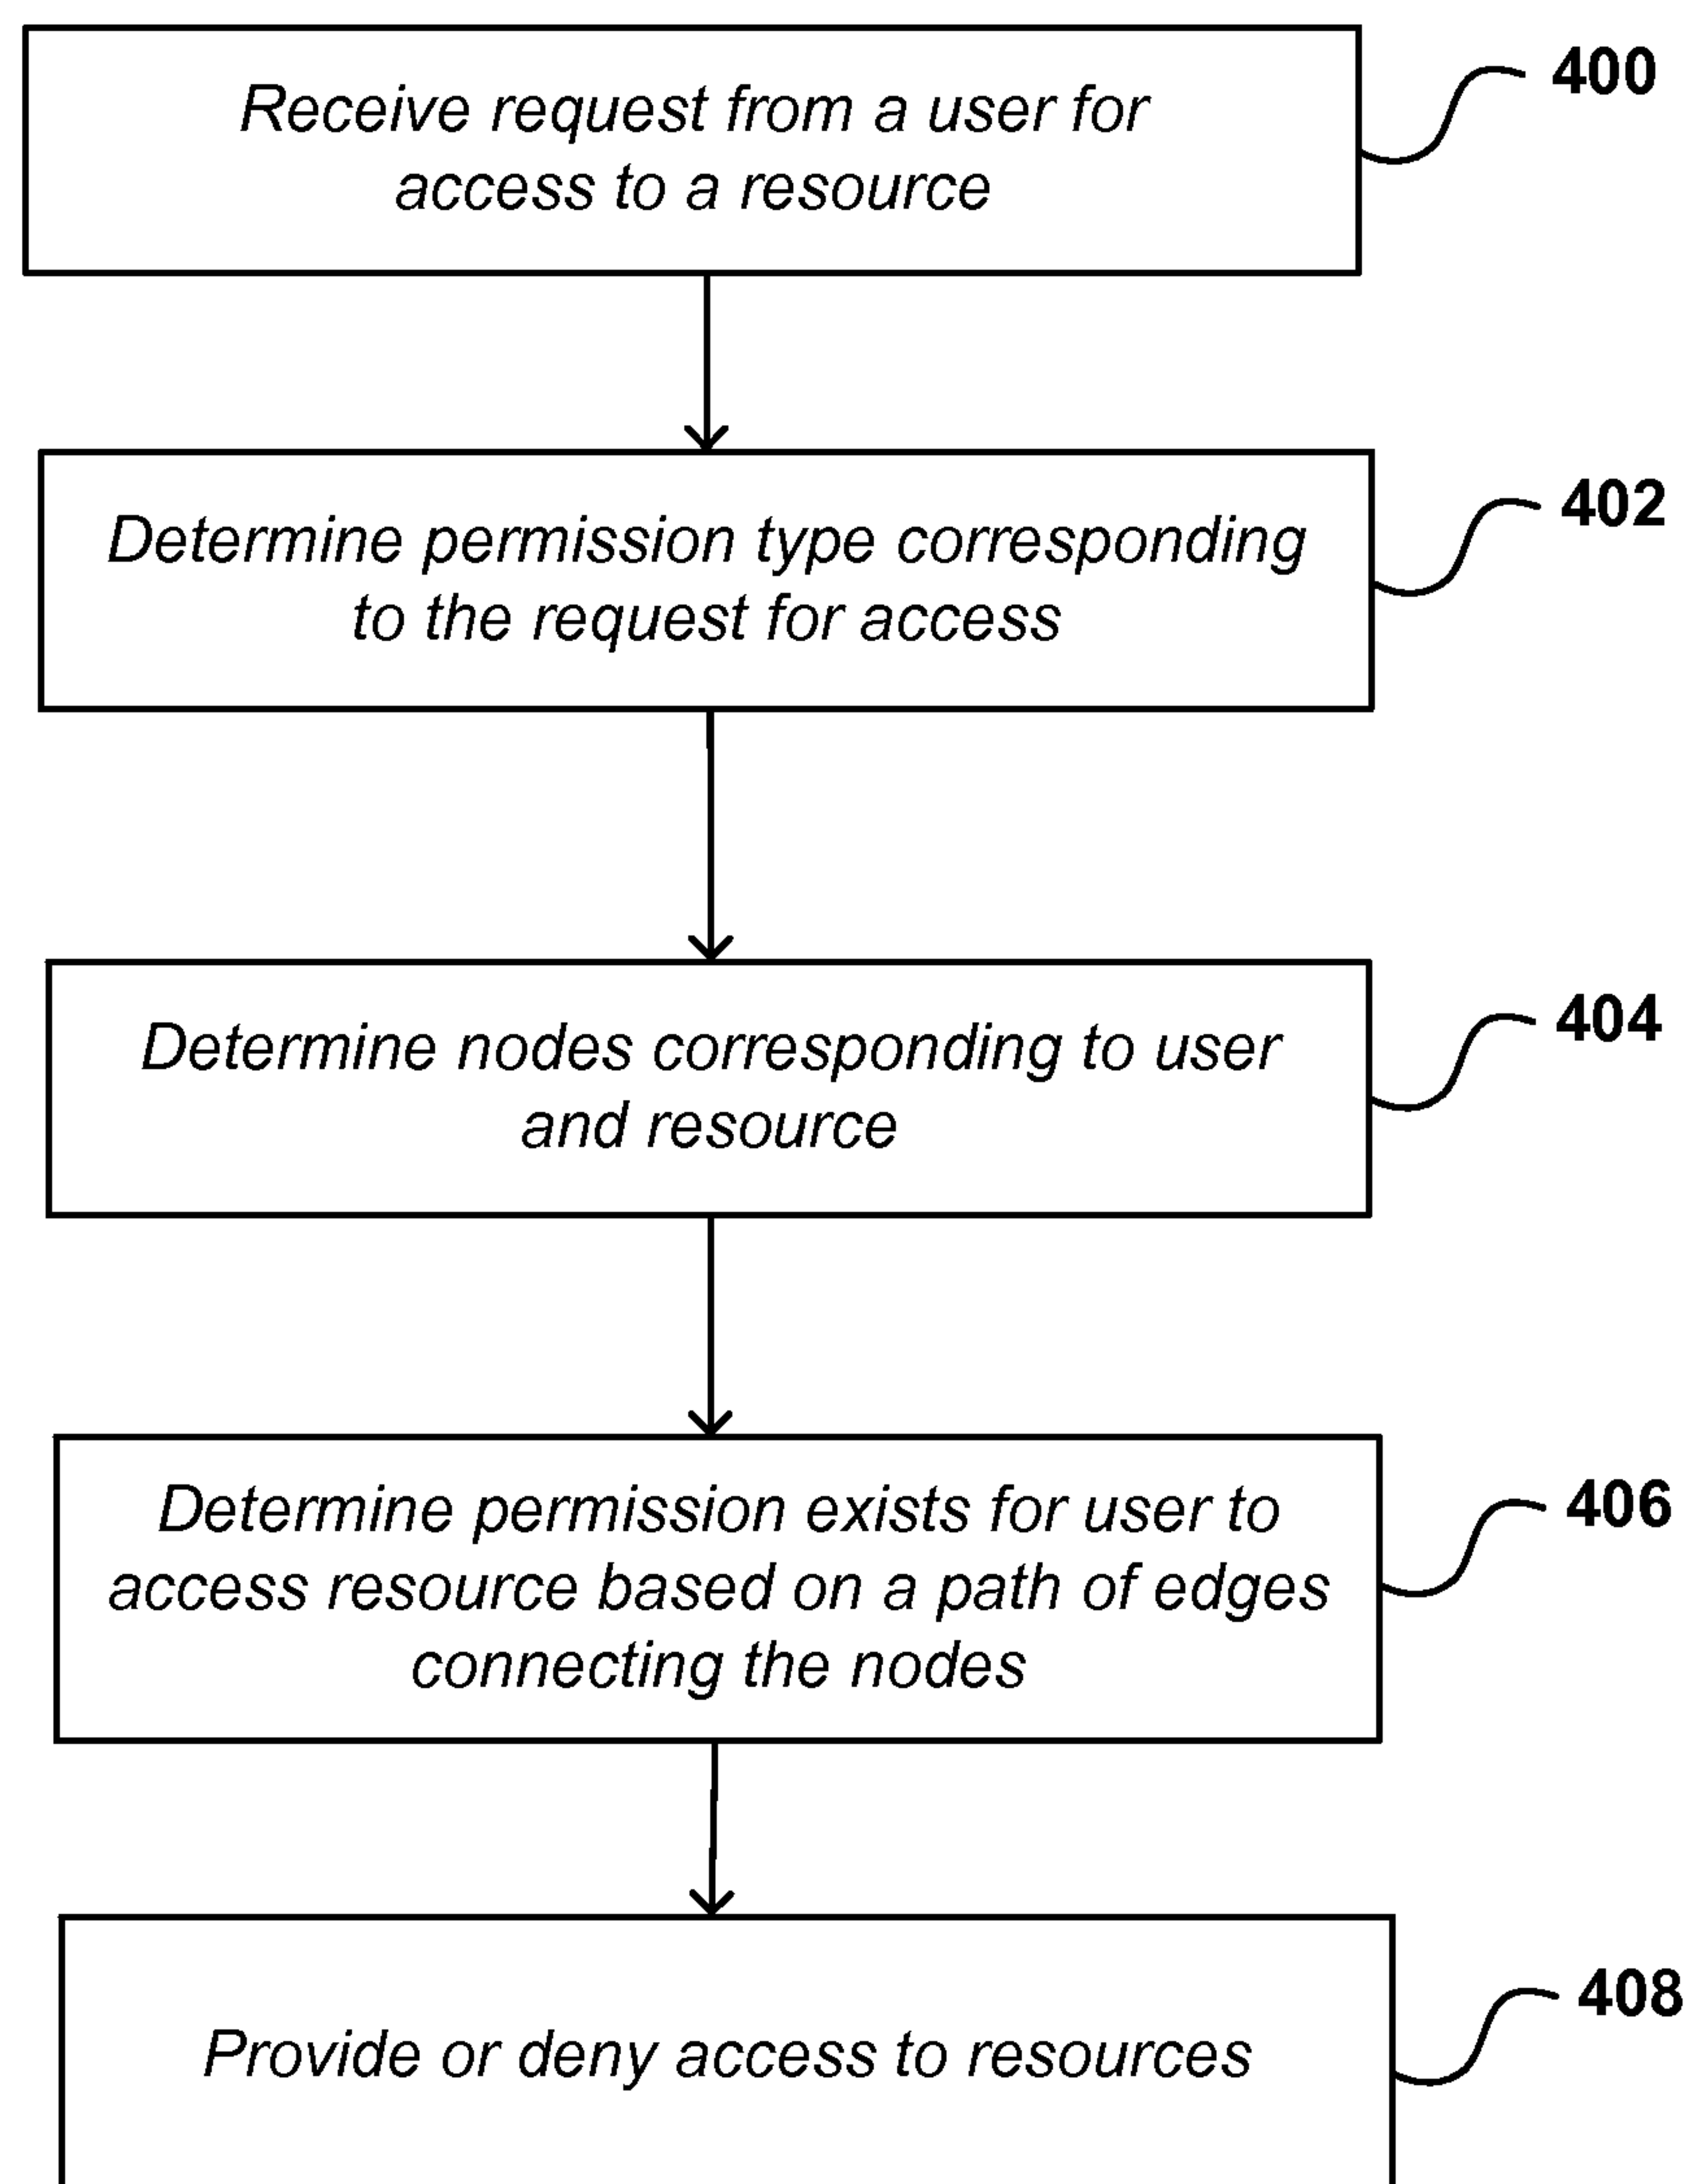 Receive request from a user for
access to a resource
400
Determine permission type corresponding
to the request for access
402
Determine nodes corresponding to user
and resource
404
Determine permission exists for user to
access resource based on a path of edges
connecting the nodes
406
Provide or deny access to resources
408